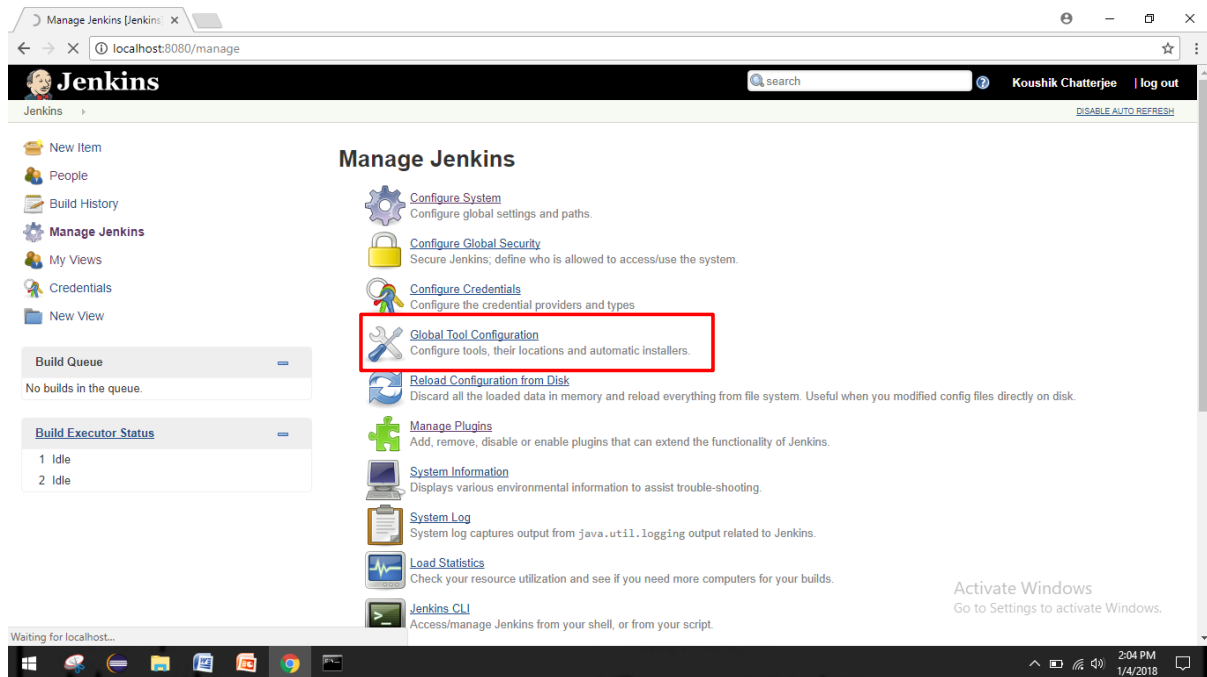 Manage Jenkins [Jenkins]
localhost:8080/manage
Jenkins
search
Koushik Chatterjee | log out
Jenkins
DISABLE AUTO REFRESH
New Item
People
Build History
Manage Jenkins
My Views
Credentials
New View
Build Queue
No builds in the queue.
Build Executor Status
1 Idle
2 Idle
Manage Jenkins
Configure System
Configure global settings and paths.
Configure Global Security
Secure Jenkins; define who is allowed to access/use the system.
Configure Credentials
Configure the credential providers and types
Global Tool Configuration
Configure tools, their locations and automatic installers.
Reload Configuration from Disk
Discard all the loaded data in memory and reload everything from file system. Useful when you modified config files directly on disk.
Manage Plugins
Add, remove, disable or enable plugins that can extend the functionality of Jenkins.
System Information
Displays various environmental information to assist trouble-shooting.
System Log
System log captures output from java.util.logging output related to Jenkins.
Load Statistics
Check your resource utilization and see if you need more computers for your builds.
Jenkins CLI
Access/manage Jenkins from your shell, or from your script.
Activate Windows
Go to Settings to activate Windows.
Waiting for localhost...
2:04 PM
1/4/2018